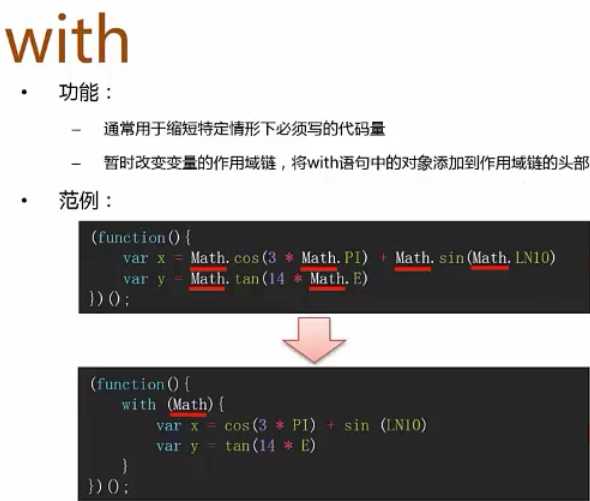 with
• 功能：
– 通常用于缩短特定情形下必须写的代码量
– 暂时改变变量的作用域链，将with语句中的对象添加到作用域链的头部
• 范例：
(function(){
    var x = Math.cos(3 * Math.PI) + Math.sin(Math.LN10)
    var y = Math.tan(14 * Math.E)
})();
(function(){
    with (Math){
        var x = cos(3 * PI) + sin (LN10)
        var y = tan(14 * E)
    }
})();